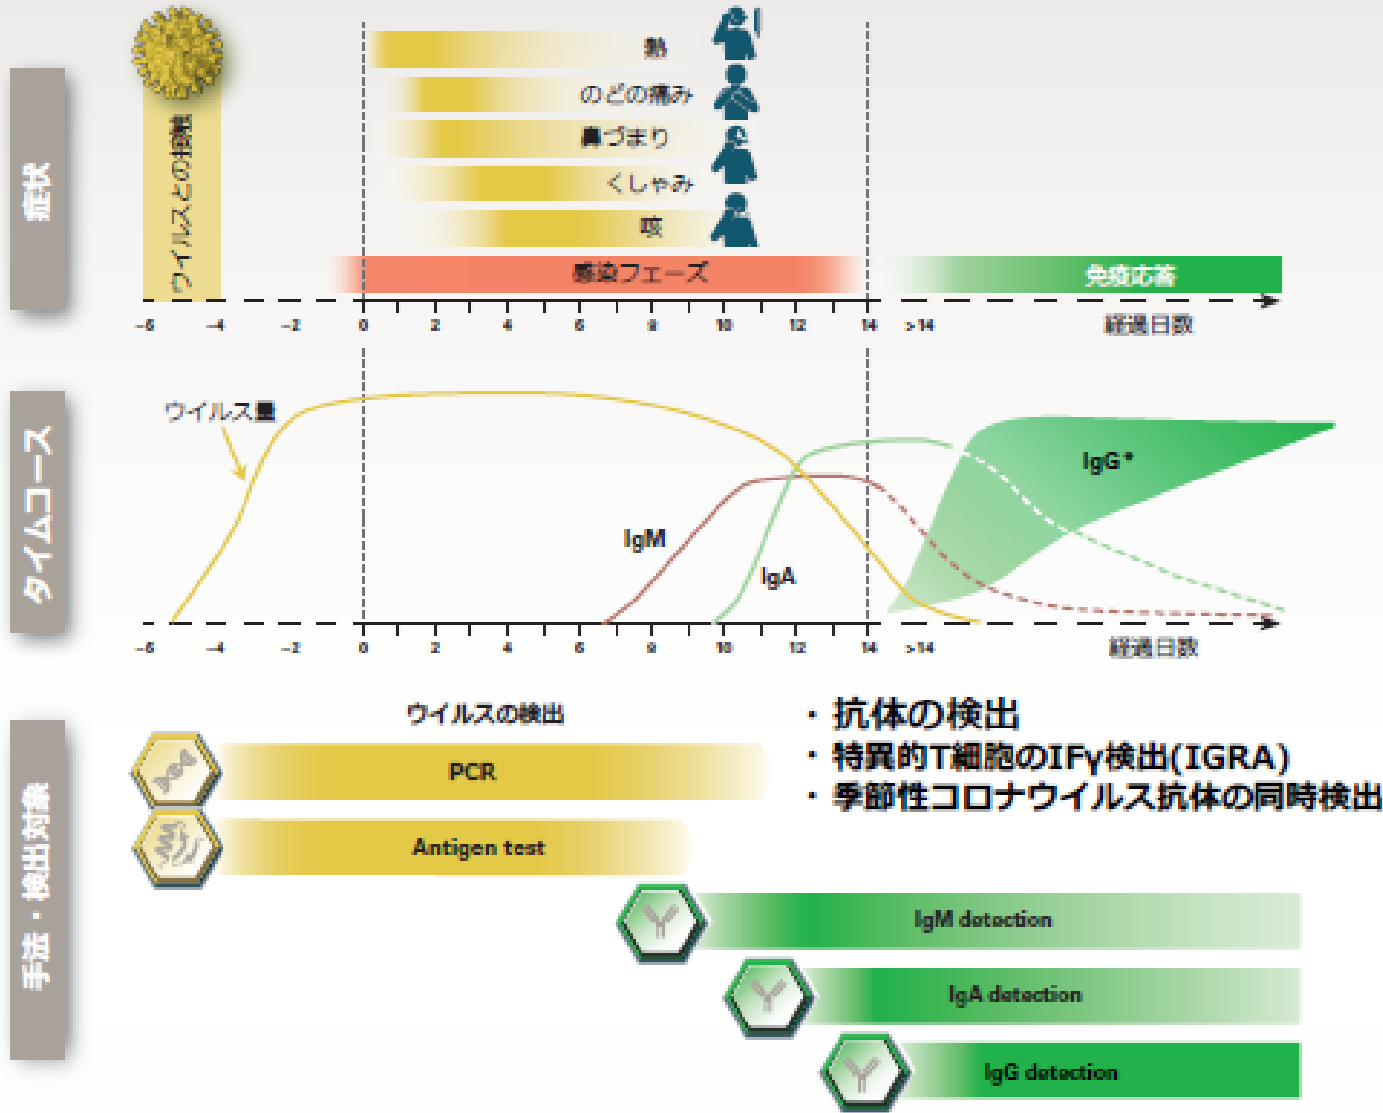 症状
ウイルスとの接触
熱
のどの痛み
鼻づまり
くしゃみ
咳
感染フェーズ
免疫応答
-6 -4 -2 0 2 4 6 8 10 12 14 >14 経過日数
タイムコース
ウイルス量
IgM
IgA
IgG*
-6 -4 -2 0 2 4 6 8 10 12 14 >14 経過日数
手法・検出対象
ウイルスの検出
PCR
Antigen test
・抗体の検出
・特異的T細胞のIFγ検出(IGRA)
・季節性コロナウイルス抗体の同時検出
IgM detection
IgA detection
IgG detection